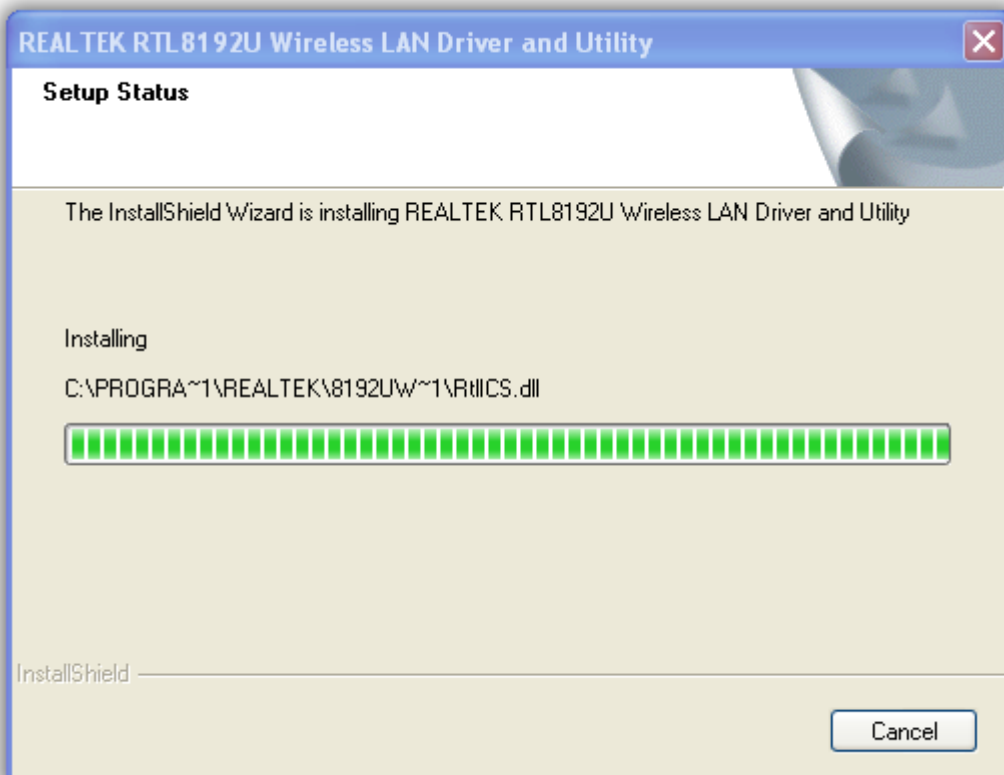 REALTEK RTL8192U Wireless LAN Driver and Utility
Setup Status
The InstallShield Wizard is installing REALTEK RTL8192U Wireless LAN Driver and Utility
Installing
C:\PROGRA~1\REALTEK\8192UW~1\RtlICS.dll
InstallShield
Cancel